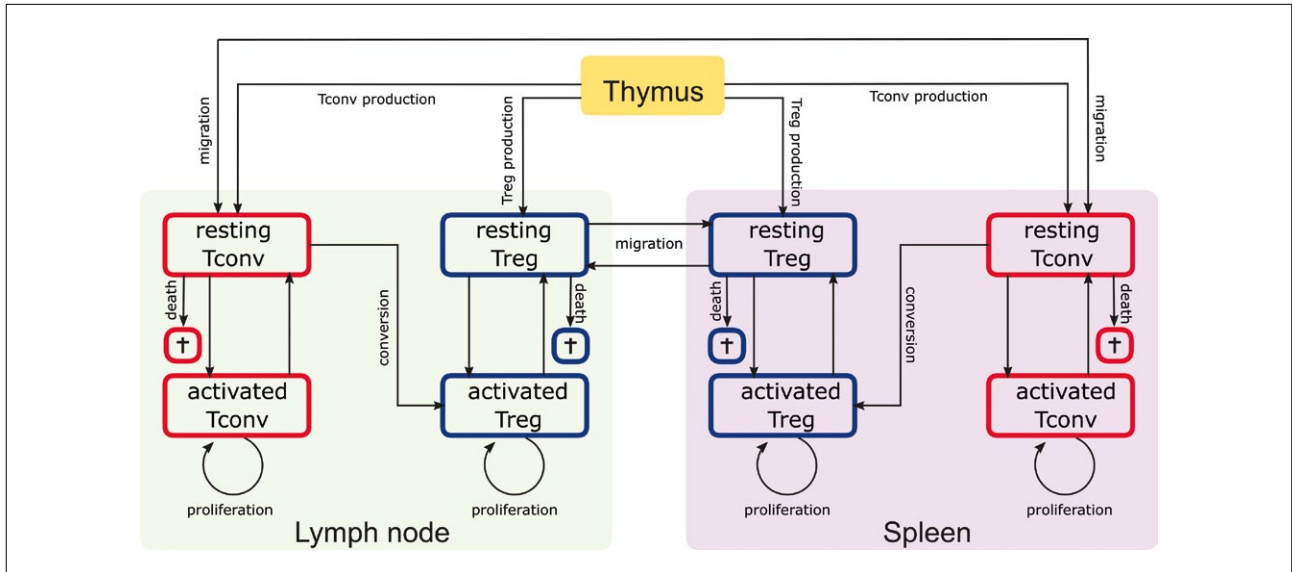 Thymus
Tconv production
Tconv production
migration
Treg production
Treg production
migration
resting
Tconv
resting
Treg
migration
resting
Treg
resting
Tconv
death
conversion
death
death
conversion
death
†
†
†
†
activated
Tconv
activated
Treg
activated
Treg
activated
Tconv
proliferation
proliferation
proliferation
proliferation
Lymph node
Spleen